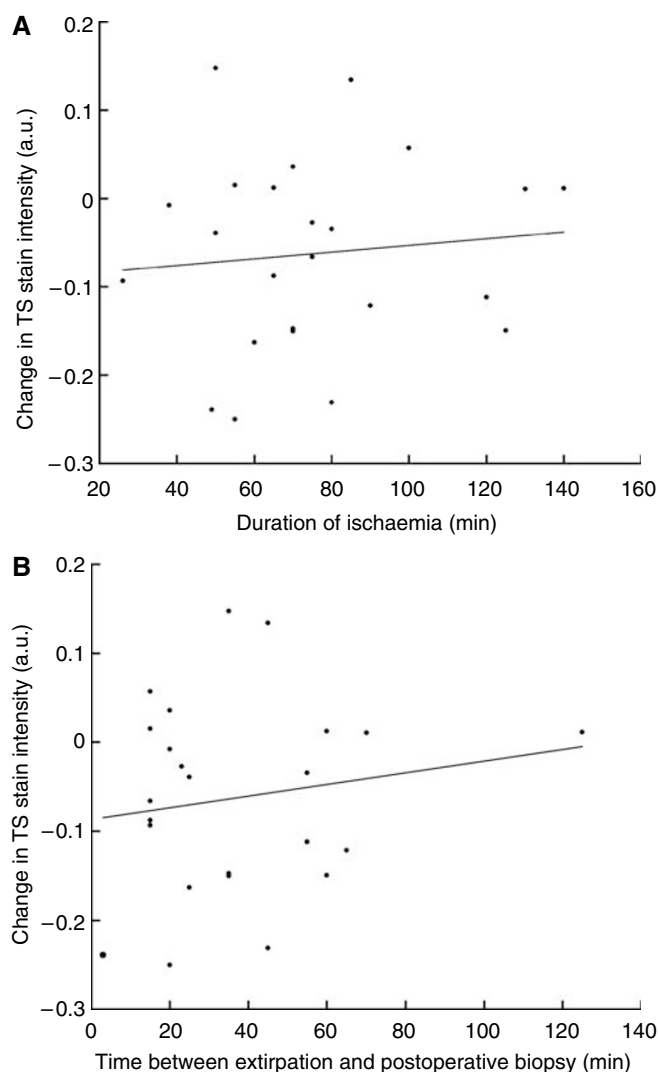 A
Change in TS stain intensity (a.u.)
0.2
0.1
0
−0.1
−0.2
−0.3
20 40 60 80 100 120 140 160
Duration of ischaemia (min)
B
Change in TS stain intensity (a.u.)
0.2
0.1
0
−0.1
−0.2
−0.3
0 20 40 60 80 100 120 140
Time between extirpation and postoperative biopsy (min)